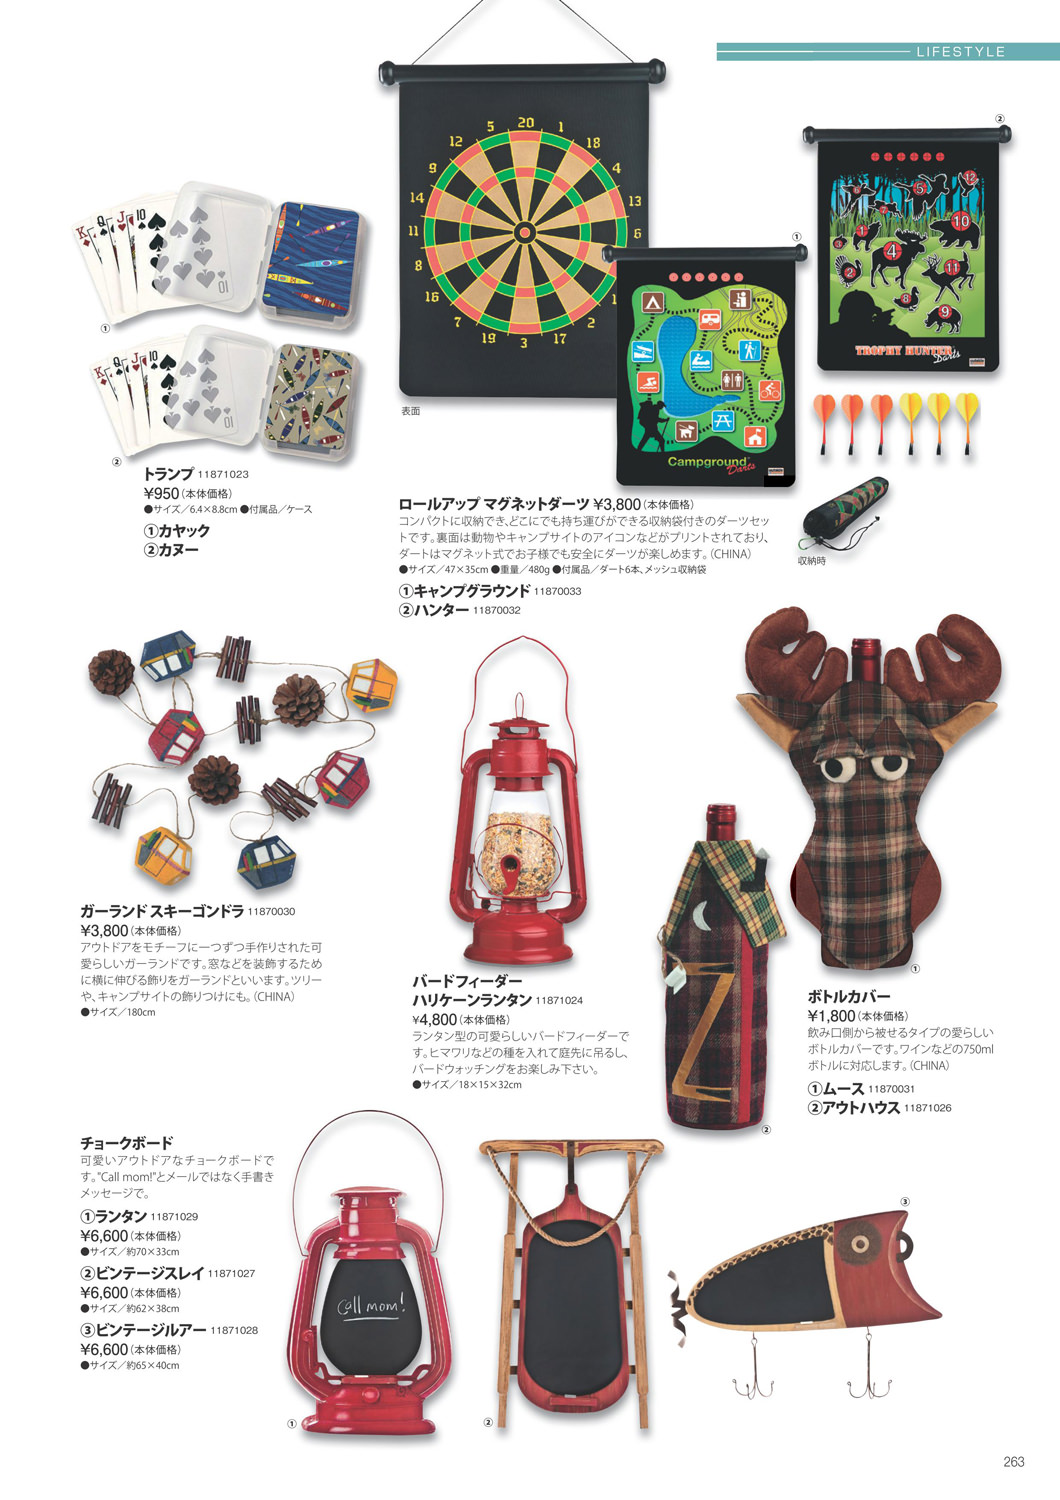 LIFESTYLE
①
②
トランプ 11871023
¥950(本体価格)
●サイズ／6.4×8.8cm ●付属品／ケース
①カヤック
②カヌー
20
1
18
4
13
6
2
17
3
19
7
16
8
11
14
9
12
5
表面
①
Campground
Darts
②
TROPHY HUNTER
Darts
収納時
ロールアップ マグネットダーツ ¥3,800(本体価格)
コンパクトに収納でき、どこにでも持ち運びができる収納袋付きのダーツセッ
トです。裏面は動物やキャンプサイトのアイコンなどがプリントされており、
ダートはマグネット式でお子様でも安全にダーツが楽しめます。（CHINA）
●サイズ／47×35cm ●重量／480g ●付属品／ダート6本、メッシュ収納袋
①キャンプグラウンド 11870033
②ハンター 11870032
ガーランド スキーゴンドラ 11870030
¥3,800(本体価格)
アウトドアをモチーフに一つずつ手作りされた可
愛らしいガーランドです。窓などを装飾するため
に横に伸びる飾りをガーランドといいます。ツリー
や、キャンプサイトの飾りつけにも。（CHINA）
●サイズ／180cm
バードフィーダー
ハリケーンランタン 11871024
¥4,800(本体価格)
ランタン型の可愛らしいバードフィーダーで
す。ヒマワリなどの種を入れて庭先に吊るし、
バードウォッチングをお楽しみ下さい。
●サイズ／18×15×32cm
①
②
ボトルカバー
¥1,800(本体価格)
飲み口側から被せるタイプの愛らしい
ボトルカバーです。ワインなどの750ml
ボトルに対応します。（CHINA）
①ムース 11870031
②アウトハウス 11871026
チョークボード
可愛いアウトドアなチョークボードで
す。"Call mom!"とメールではなく手書き
メッセージで。
①ランタン 11871029
¥6,600(本体価格)
●サイズ／約70×33cm
②ビンテージスレイ 11871027
¥6,600(本体価格)
●サイズ／約62×38cm
③ビンテージルアー 11871028
¥6,600(本体価格)
●サイズ／約65×40cm
call mom!
①
②
③
263